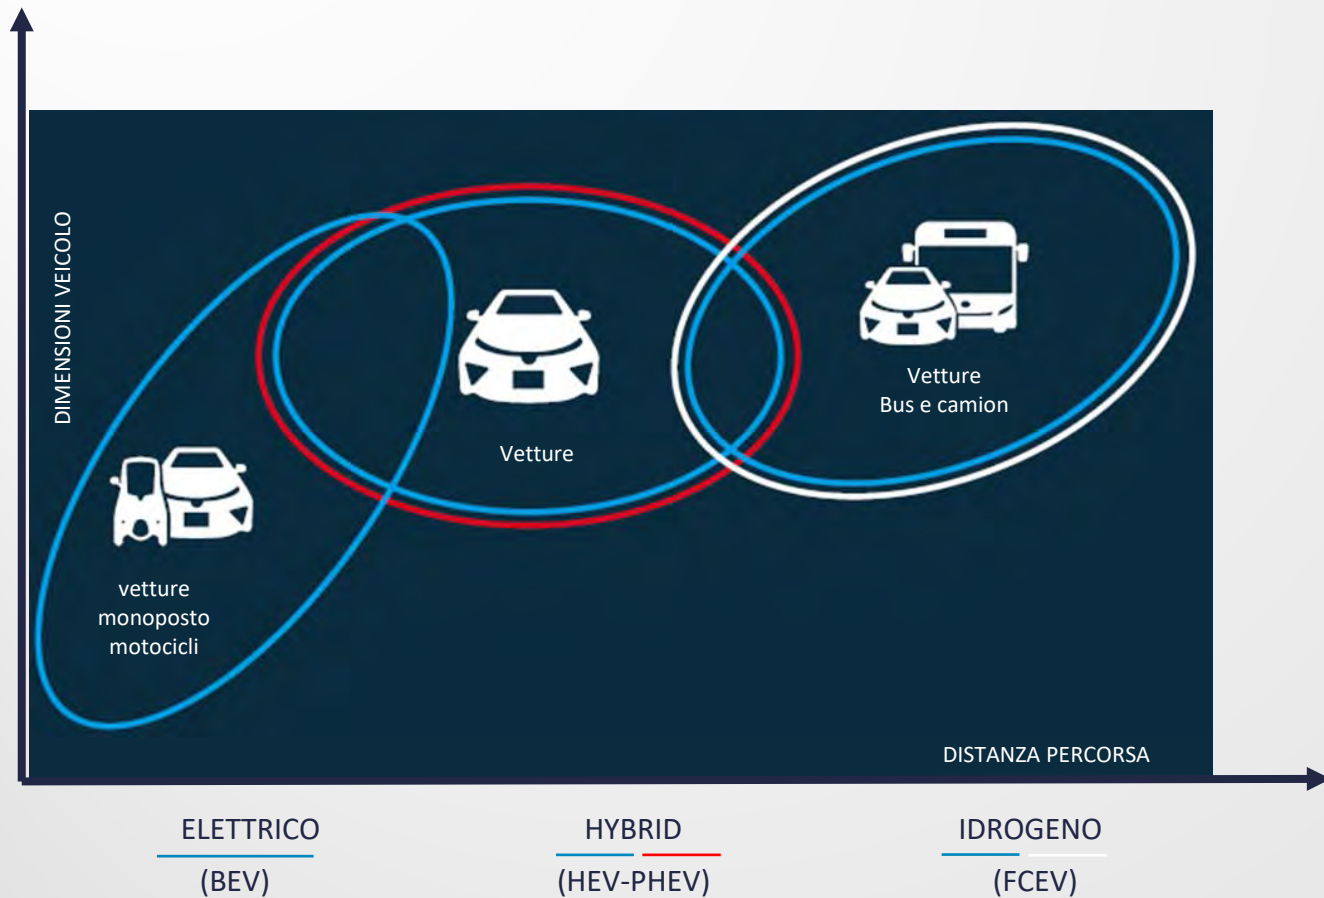 DIMENSIONI VEICOLO
vetture
monoposto
motocicli
Vetture
Vetture
Bus e camion
DISTANZA PERCORSA
ELETTRICO
(BEV)
HYBRID
(HEV-PHEV)
IDROGENO
(FCEV)